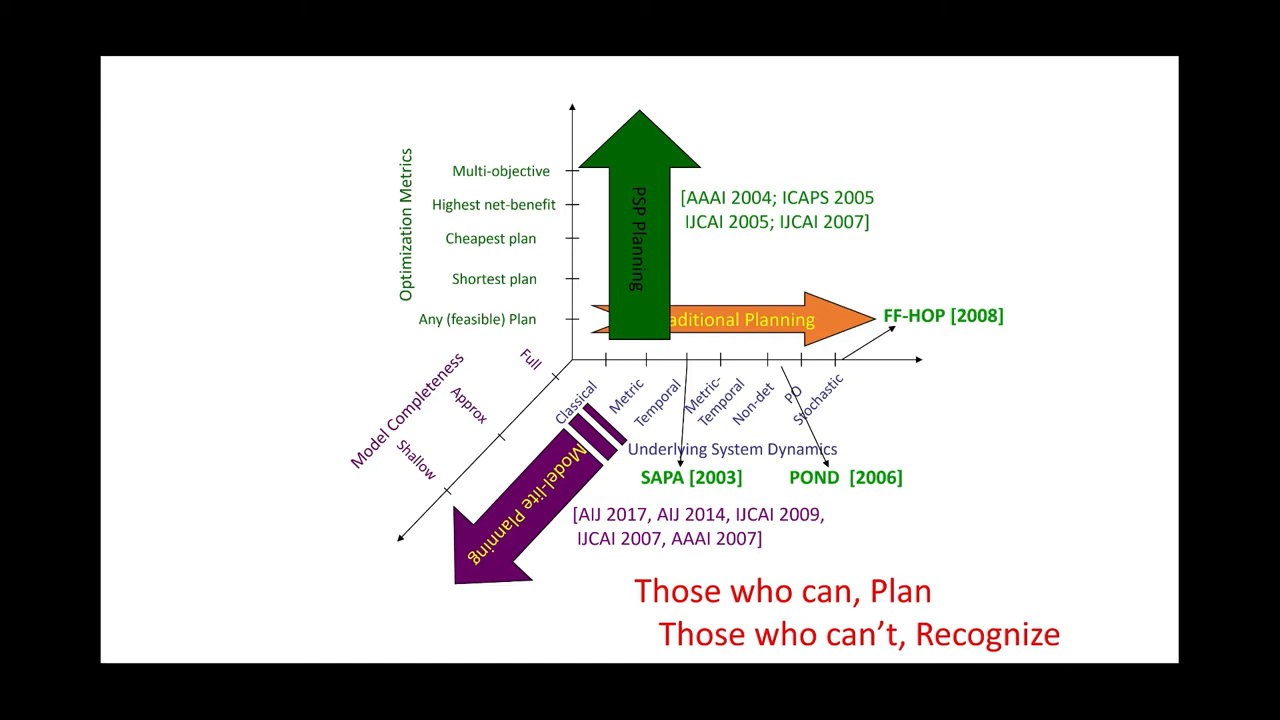 Optimization Metrics
Multi-objective
Highest net-benefit
Cheapest plan
Shortest plan
Any (feasible) Plan
PSP Planning
[AAAI 2004; ICAPS 2005
IJCAI 2005; IJCAI 2007]
aditional Planning
FF-HOP [2008]
Model Completeness
Full
Approx
Shallow
Classical
Metric
Temporal
Metric-
Temporal
Non-det
PO
Stochastic
Underlying System Dynamics
SAPA [2003]
POND [2006]
Model-lite Planning
[AIJ 2017, AIJ 2014, IJCAI 2009,
IJCAI 2007, AAAI 2007]
Those who can, Plan
Those who can't, Recognize